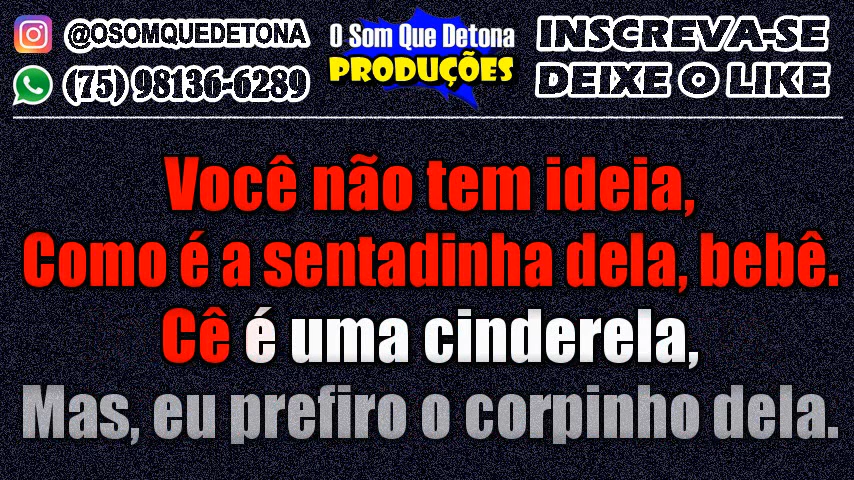 @OSOMQUEDETONA
(75) 98136-6289
O Som Que Detona
PRODUÇÕES
INSCREVA-SE
DEIXE O LIKE
Você não tem ideia,
Como é a sentadinha dela, bebê.
Cê é uma cinderela,
Mas, eu prefiro o corpinho dela.